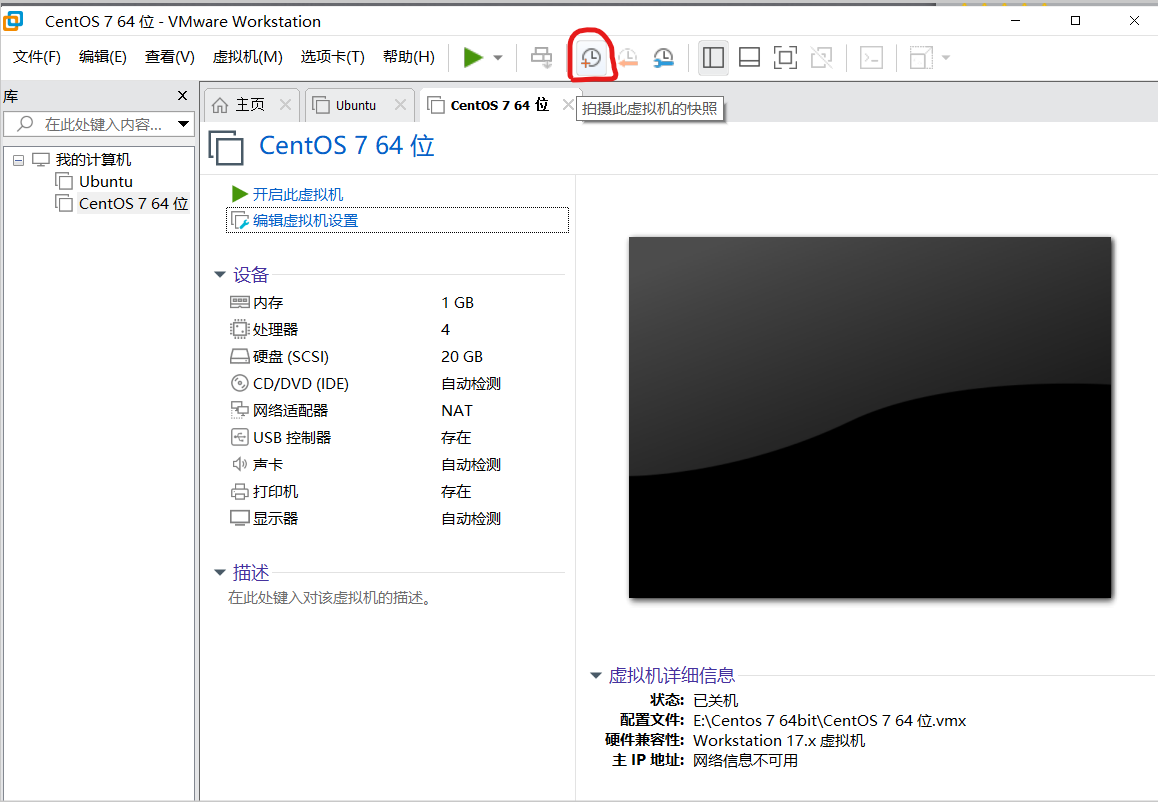 CentOS 7 64 位 - VMware Workstation
文件(F) 编辑(E) 查看(V) 虚拟机(M) 选项卡(T) 帮助(H)
库
主页 Ubuntu CentOS 7 64 位
拍摄此虚拟机的快照
在此处键入内容...
我的计算机
Ubuntu
CentOS 7 64 位
CentOS 7 64 位
开启此虚拟机
编辑虚拟机设置
设备
内存 1 GB
处理器 4
硬盘 (SCSI) 20 GB
CD/DVD (IDE) 自动检测
网络适配器 NAT
USB 控制器 存在
声卡 自动检测
打印机 存在
显示器 自动检测
描述
在此处键入对该虚拟机的描述。
虚拟机详细信息
状态: 已关机
配置文件: E:\Centos 7 64bit\CentOS 7 64 位.vmx
硬件兼容性: Workstation 17.x 虚拟机
主 IP 地址: 网络信息不可用